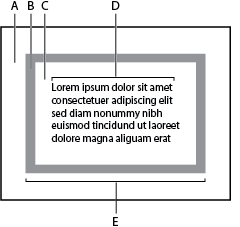 A B C D
Lorem ipsum dolor sit amet
consectetuer adipiscing elit
sed diam nonummy nibh
euismod tincidunt ut laoreet
dolore magna aliguam erat
E